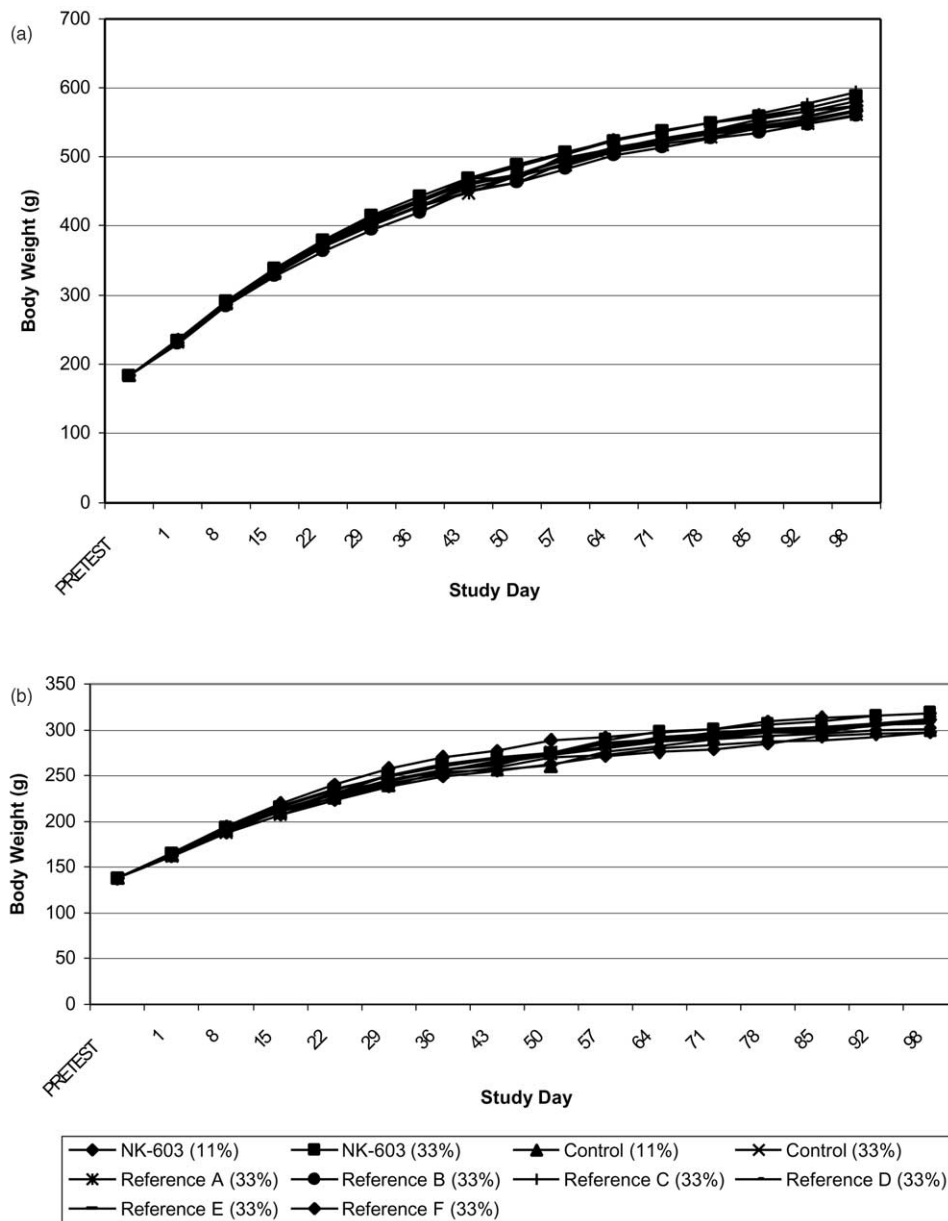 (a)
700
600
500
400
300
200
100
0
Body Weight (g)
PRETEST 1 8 15 22 29 36 43 50 57 64 71 78 85 92 98
Study Day
(b)
350
300
250
200
150
100
50
0
Body Weight (g)
PRETEST 1 8 15 22 29 36 43 50 57 64 71 78 85 92 98
Study Day
NK-603 (11%) NK-603 (33%) Control (11%) Control (33%)
Reference A (33%) Reference B (33%) Reference C (33%) Reference D (33%)
Reference E (33%) Reference F (33%)